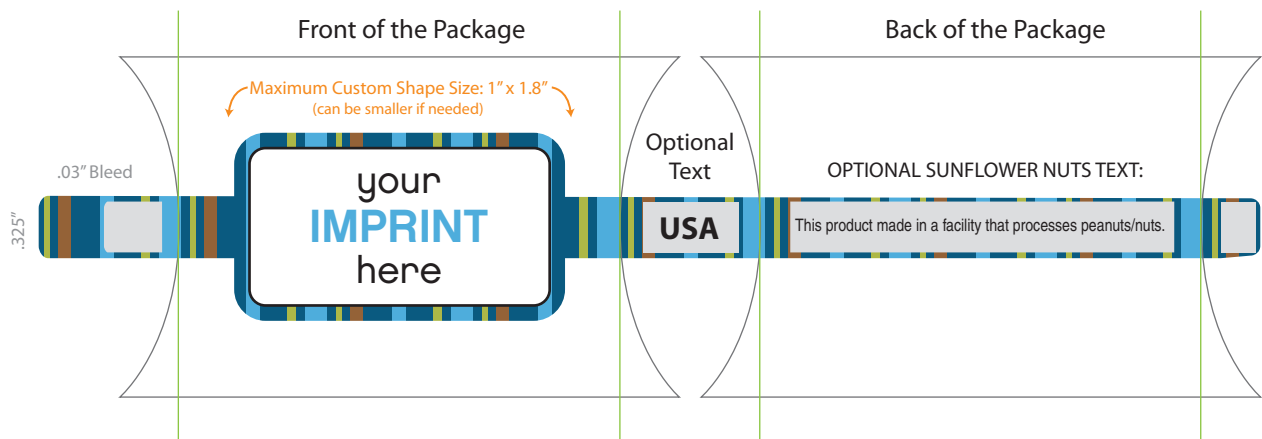 Front of the Package
Back of the Package
Maximum Custom Shape Size: 1” x 1.8”
(can be smaller if needed)
Optional
Text
.03” Bleed
OPTIONAL SUNFLOWER NUTS TEXT:
.325”
your
IMPRINT
here
USA
This product made in a facility that processes peanuts/nuts.